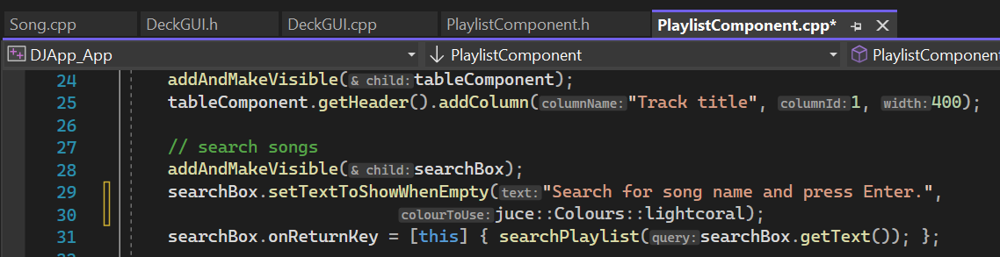 Song.cpp DeckGUI.h DeckGUI.cpp PlaylistComponent.h PlaylistComponent.cpp*
DJApp_App PlaylistComponent PlaylistComponent
24 addAndMakeVisible(& child:tableComponent);
25 tableComponent.getHeader().addColumn(columnName:"Track title", columnId:1, width:400);
26
27 // search songs
28 addAndMakeVisible(& child:searchBox);
29 searchBox.setTextToShowWhenEmpty(text:"Search for song name and press Enter.",
30 colourToUse:juce::Colours::lightcoral);
31 searchBox.onReturnKey = [this] { searchPlaylist(query:searchBox.getText()); };